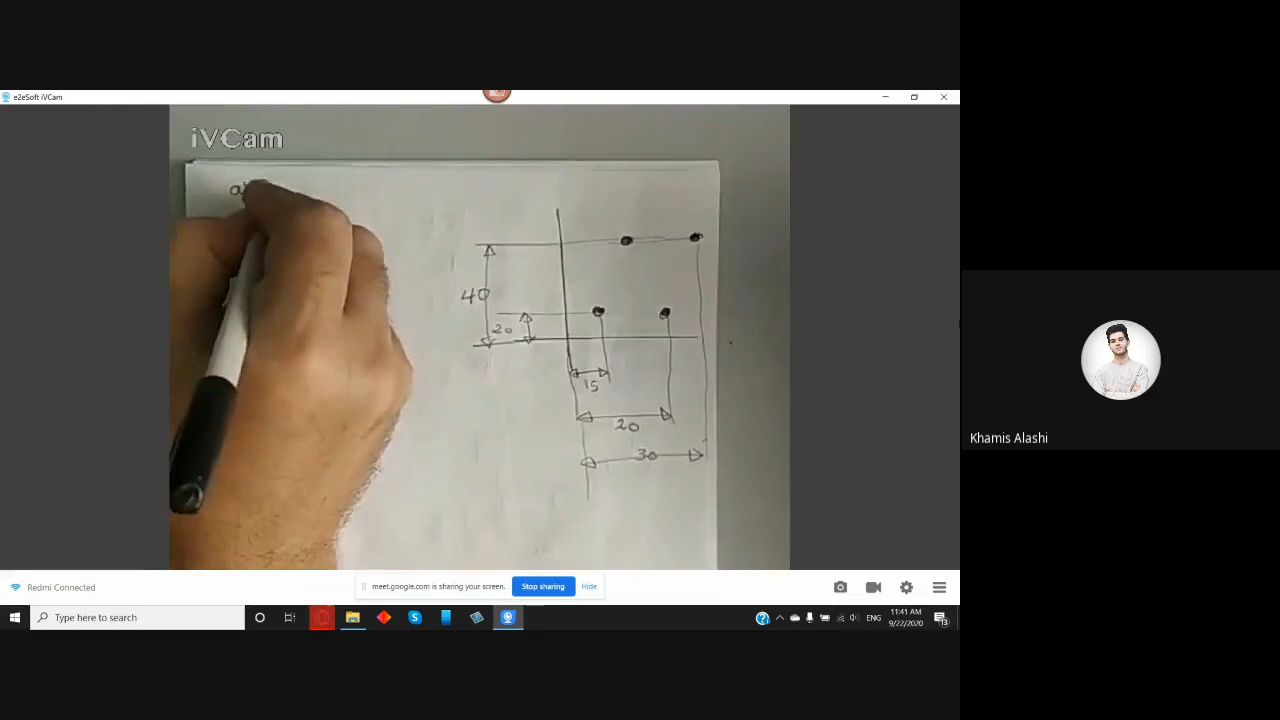 e2eSoft iVCam
iVCam
40
20
15
20
30
Khamis Alashi
Redmi Connected
meet.google.com is sharing your screen.
Stop sharing
Hide
Type here to search
ENG
11:41 AM
9/22/2020
13